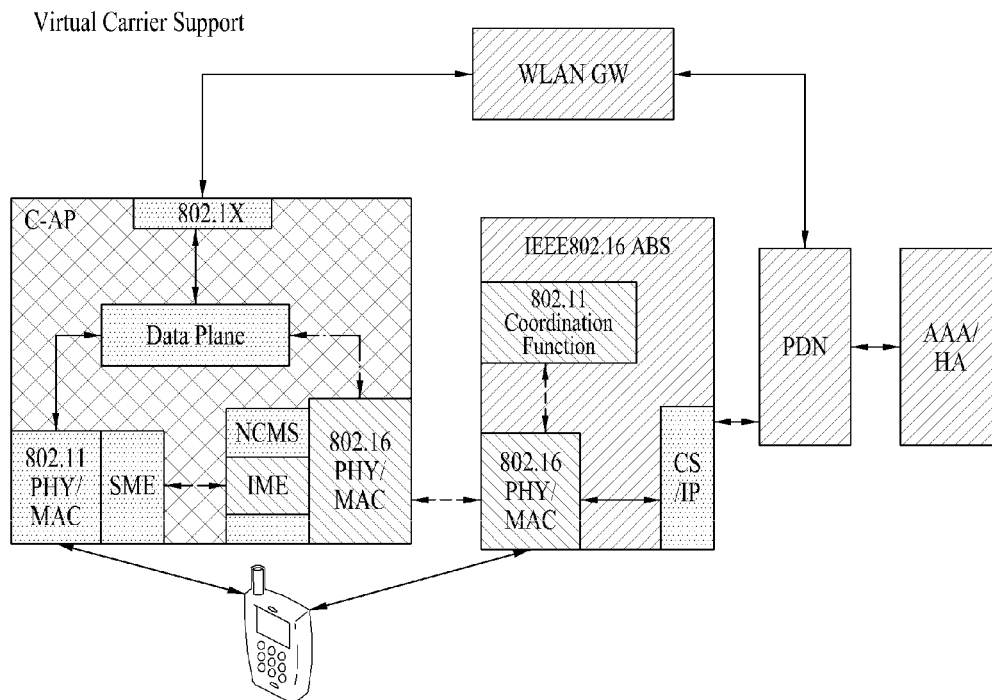 Virtual Carrier Support
WLAN GW
C-AP
802.1X
Data Plane
802.11
PHY/
MAC
SME
NCMS
IME
802.16
PHY/
MAC
IEEE802.16 ABS
802.11
Coordination
Function
802.16
PHY/
MAC
CS
/IP
PDN
AAA/
HA